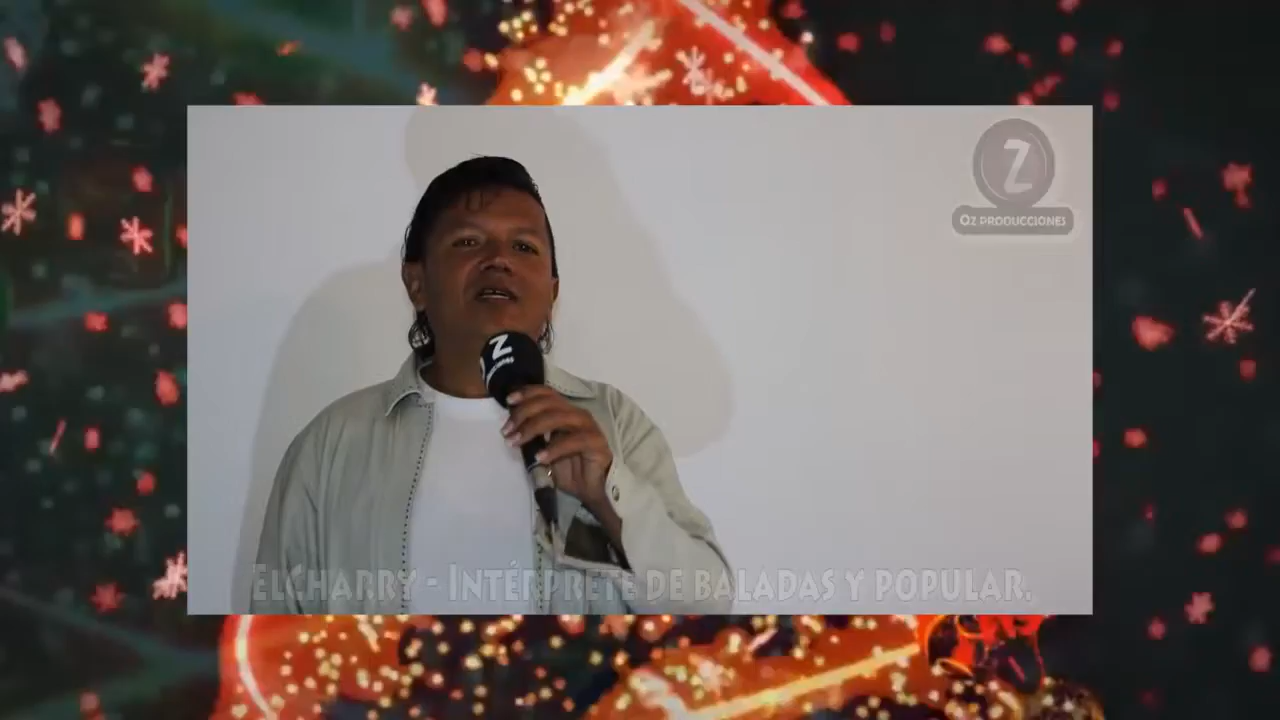 Z
Oz PRODUCCIONES
Z
ElCharry - Intérprete de baladas y popular.